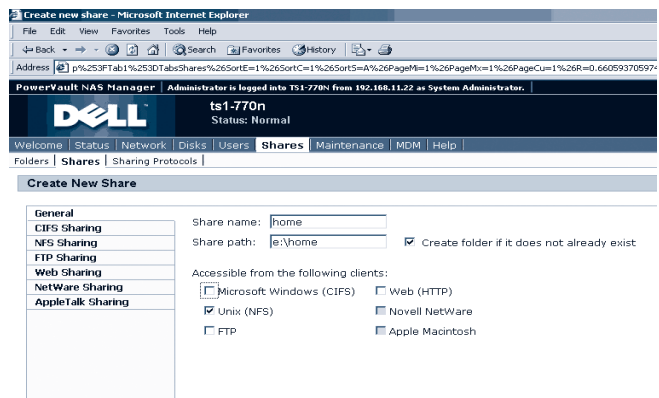 Create new share - Microsoft Internet Explorer
File Edit View Favorites Tools Help
Back Search Favorites History
Address p%253FTab1%253DTabsShares%26SortE=1%26SortC=1%26SortS=A%26PageMi=1%26PageMx=1%26PageCu=1%26R=0.660593705974
PowerVault NAS Manager Administrator is logged into TS1-770N from 192.168.11.22 as System Administrator.
DELL™
ts1-770n
Status: Normal
Welcome Status Network Disks Users Shares Maintenance MDM Help
Folders Shares Sharing Protocols
Create New Share
General
CIFS Sharing
NFS Sharing
FTP Sharing
Web Sharing
NetWare Sharing
AppleTalk Sharing
Share name: home
Share path: e:\home Create folder if it does not already exist
Accessible from the following clients:
Microsoft Windows (CIFS) Web (HTTP)
Unix (NFS) Novell NetWare
FTP Apple Macintosh